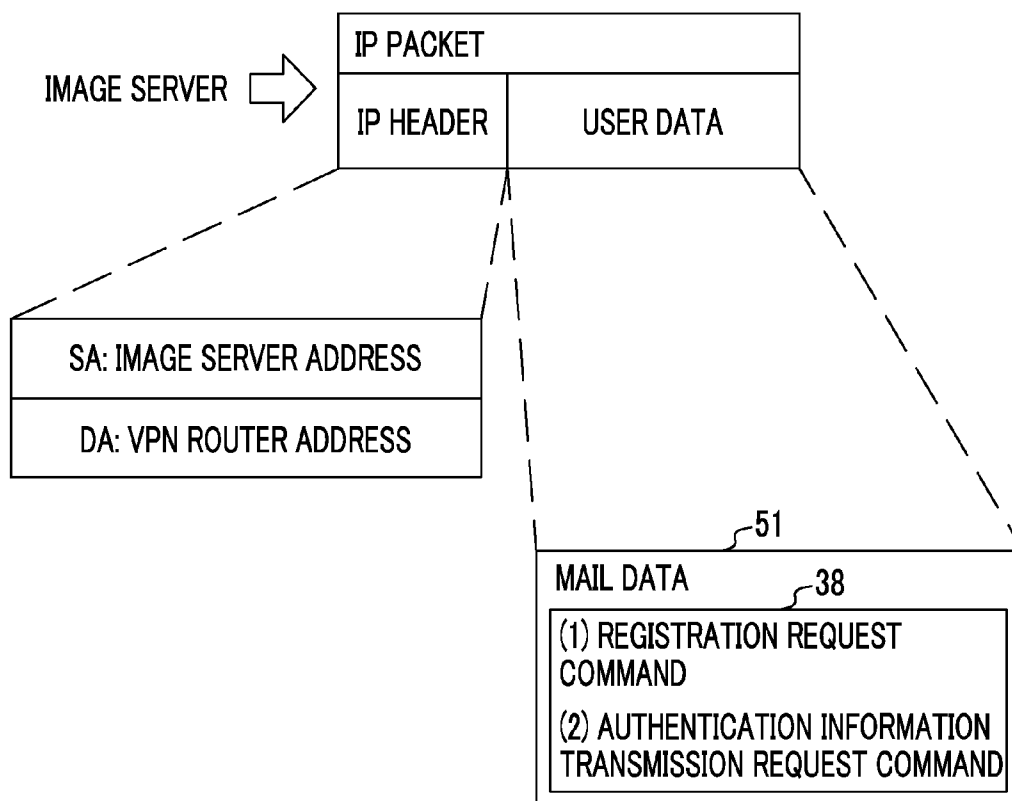 IP PACKET
IMAGE SERVER
IP HEADER
USER DATA
SA: IMAGE SERVER ADDRESS
DA: VPN ROUTER ADDRESS
51
MAIL DATA
38
(1) REGISTRATION REQUEST
COMMAND
(2) AUTHENTICATION INFORMATION
TRANSMISSION REQUEST COMMAND